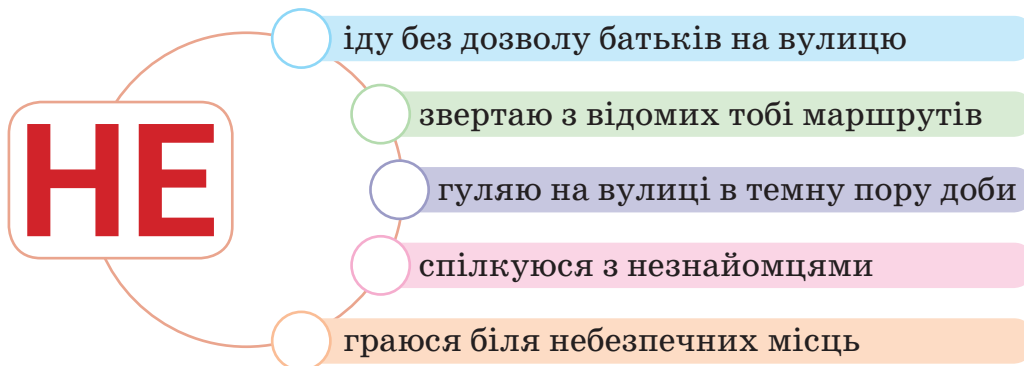 НЕ
іду без дозволу батьків на вулицю
звертаю з відомих тобі маршрутів
гуляю на вулиці в темну пору доби
спілкуюся з незнайомцями
граюся біля небезпечних місць